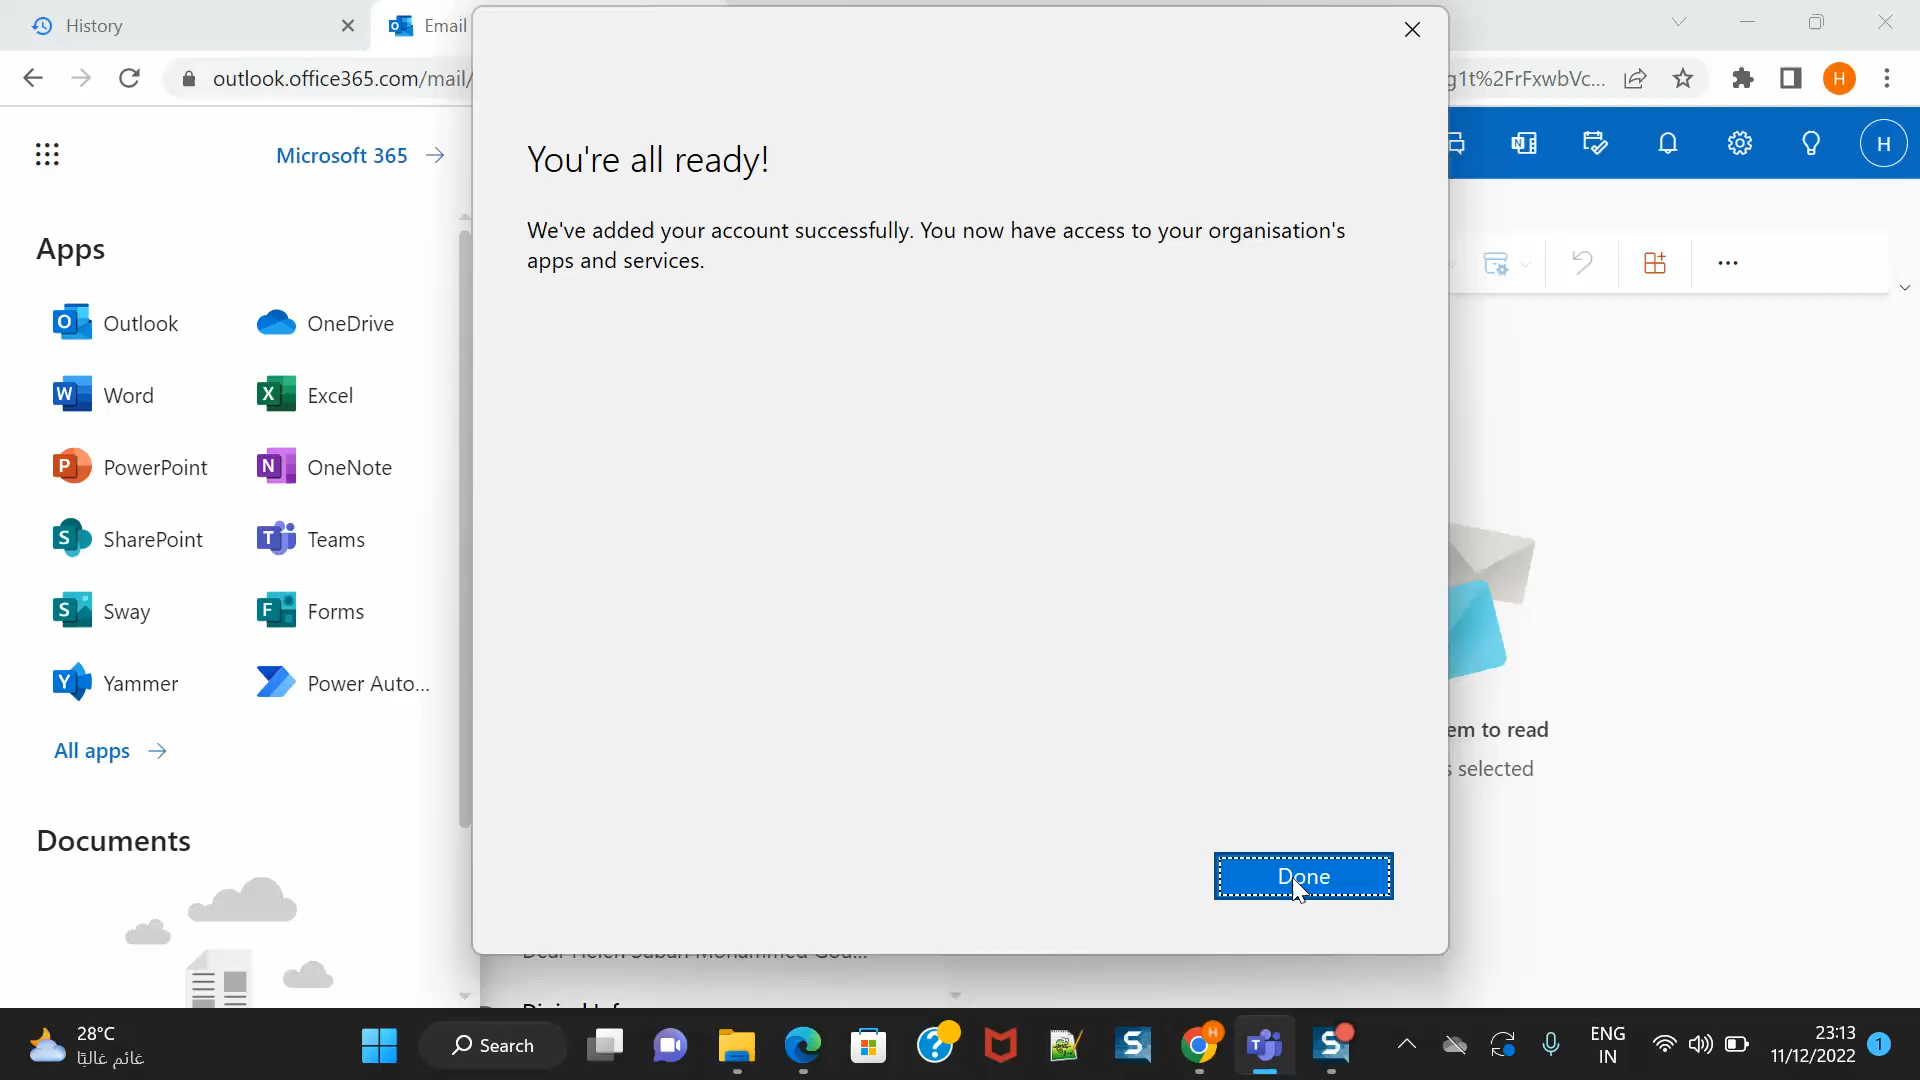 History
Email
outlook.office365.com/mail/
g1t%2FrFxwbVc...
H
Microsoft 365
H
You're all ready!
We've added your account successfully. You now have access to your organisation's
apps and services.
Apps
Outlook
OneDrive
Word
Excel
PowerPoint
OneNote
SharePoint
Teams
Sway
Forms
Yammer
Power Auto...
All apps
em to read
s selected
Documents
Done
28°C
غائم غالبًا
Search
ENG
IN
23:13
11/12/2022
1